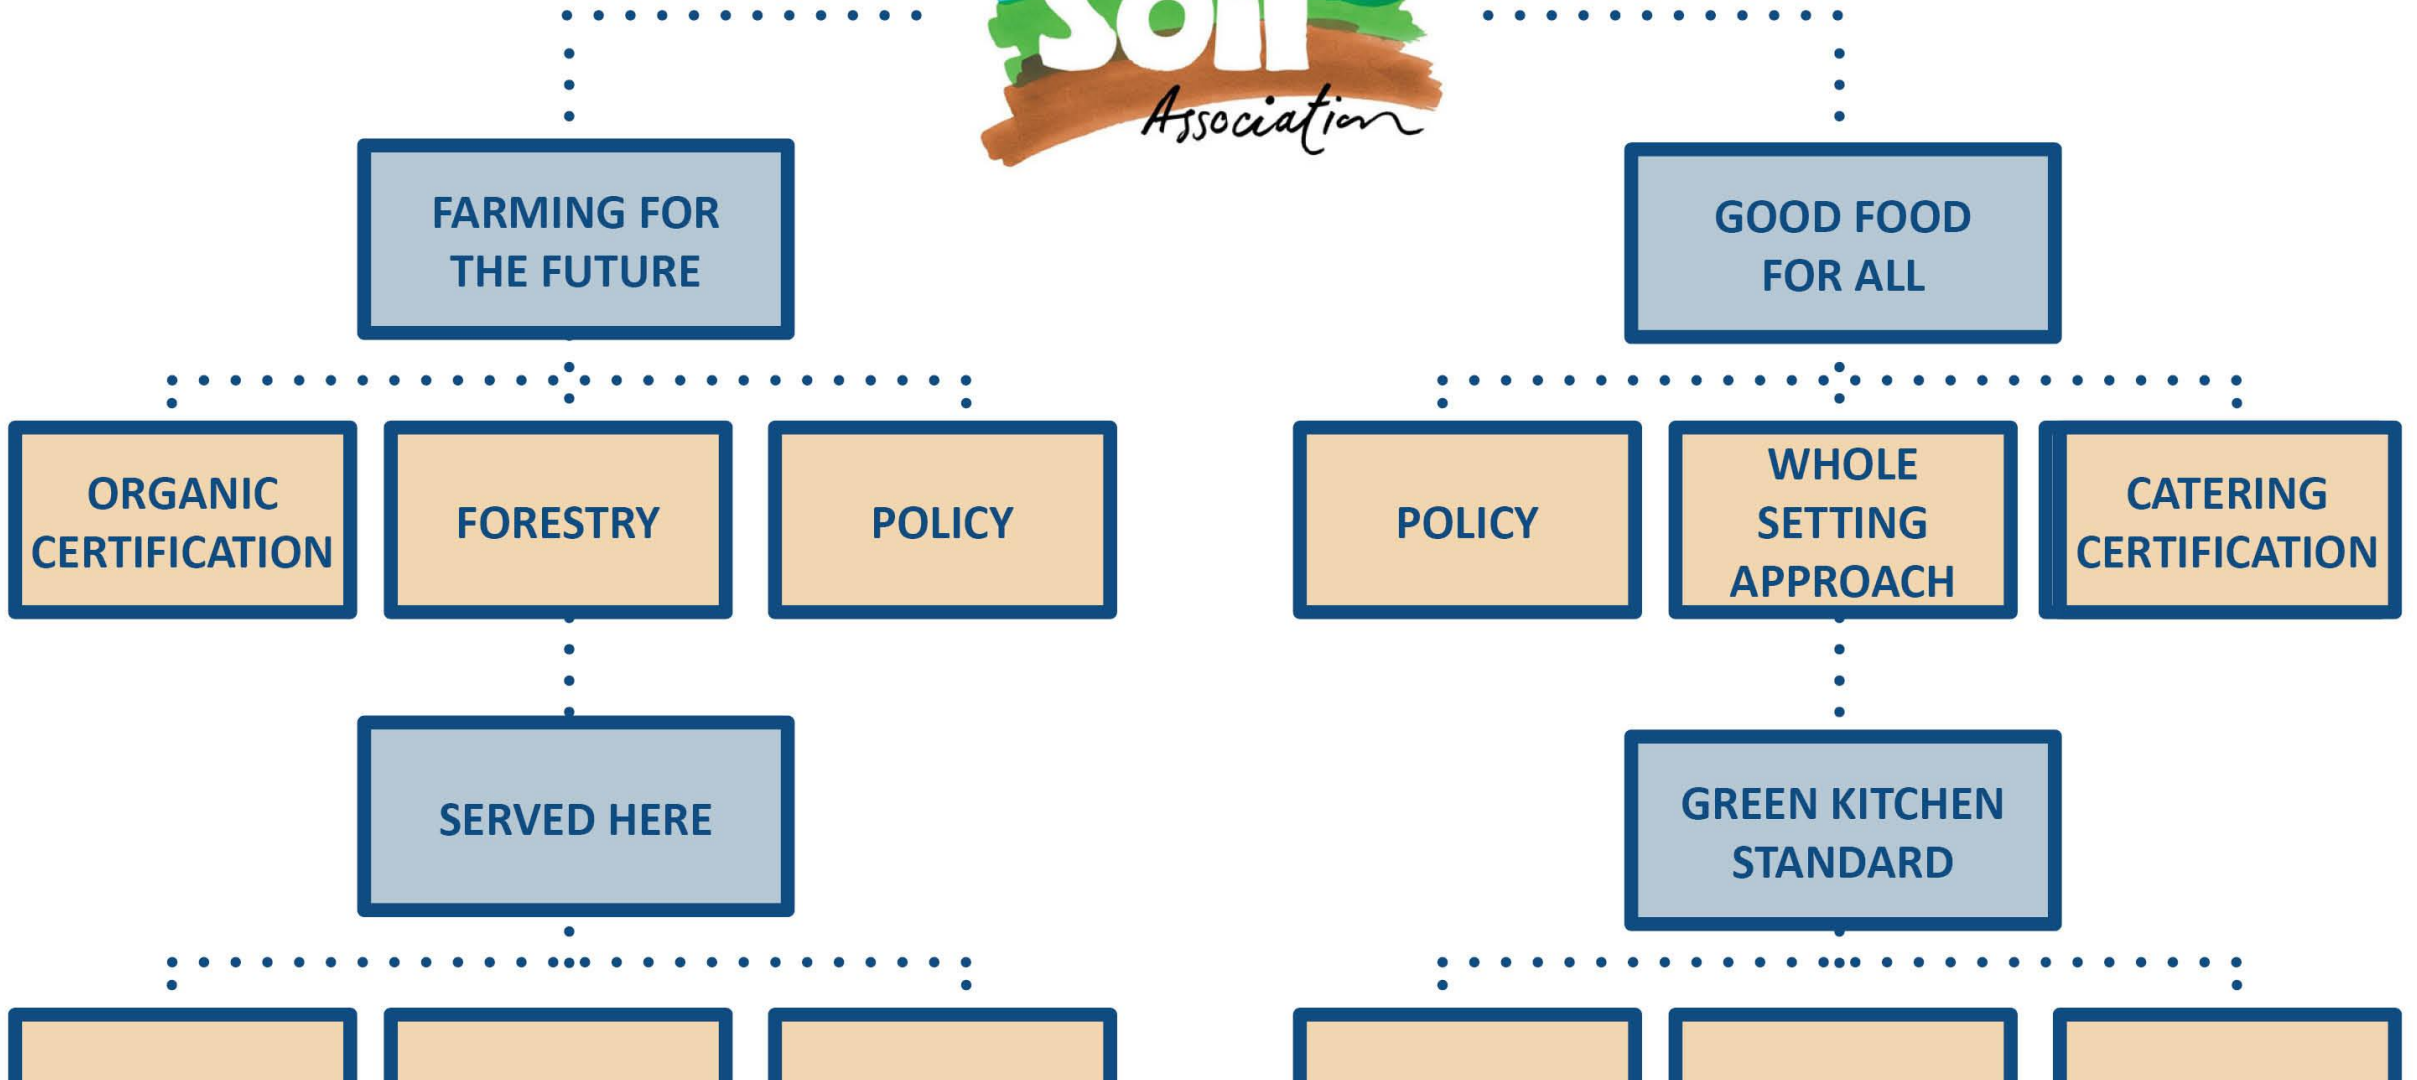 Soil
Association
FARMING FOR
THE FUTURE
GOOD FOOD
FOR ALL
ORGANIC
CERTIFICATION
FORESTRY
POLICY
POLICY
WHOLE
SETTING
APPROACH
CATERING
CERTIFICATION
SERVED HERE
GREEN KITCHEN
STANDARD